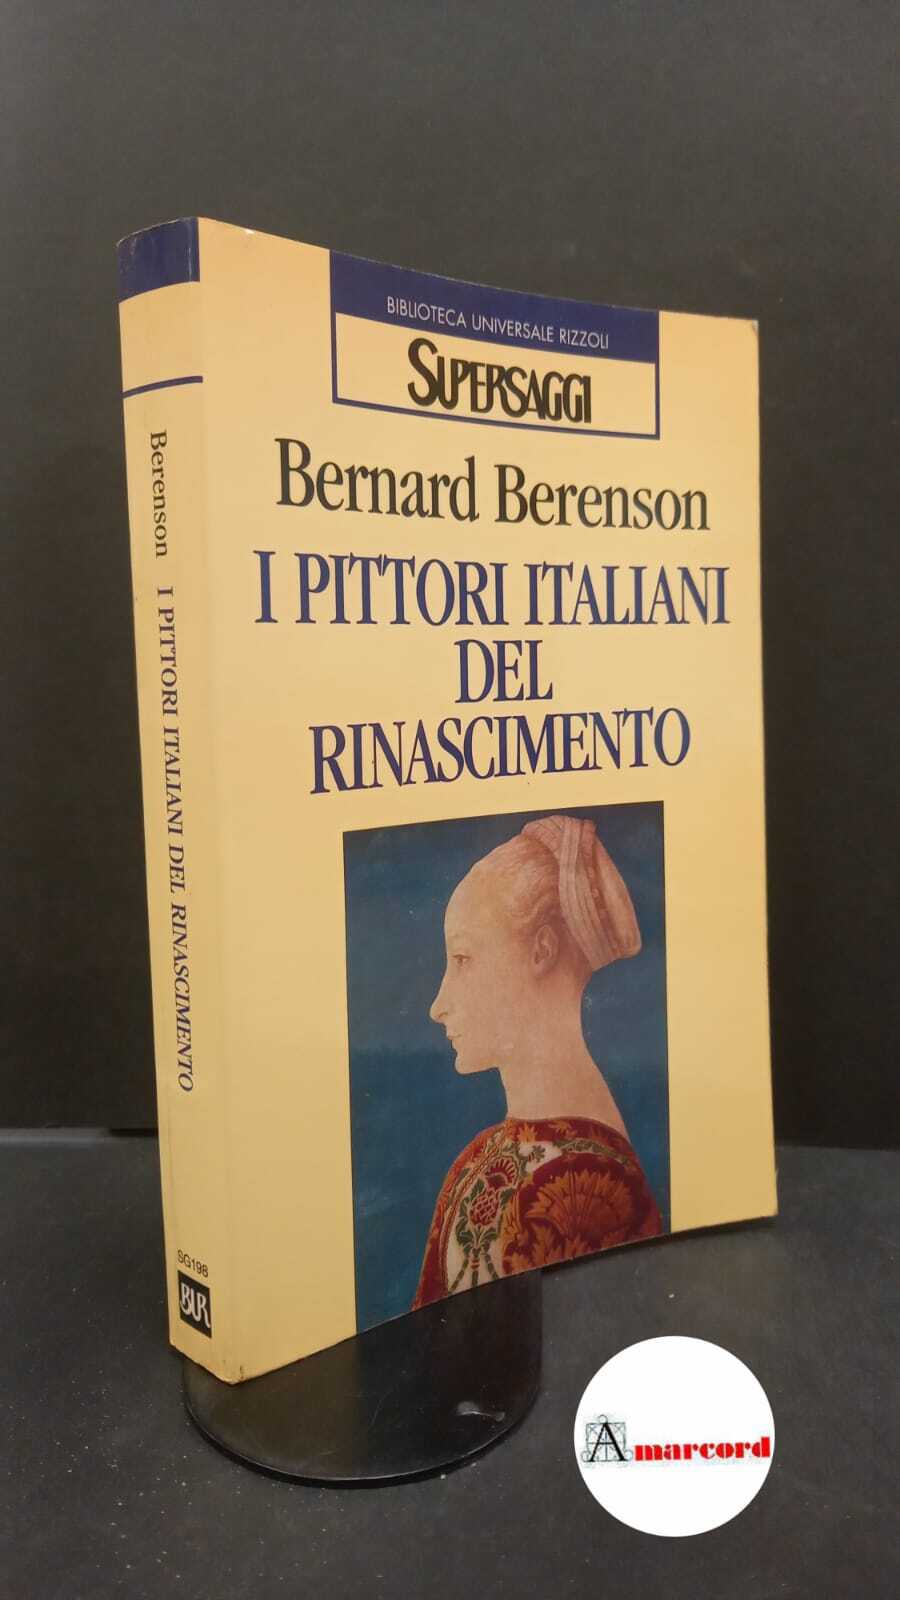 BIBLIOTECA UNIVERSALE RIZZOLI
SUPERSAGGI
Bernard Berenson
I PITTORI ITALIANI
DEL
RINASCIMENTO
Berenson I PITTORI ITALIANI DEL RINASCIMENTO
SG198
BUR
Amarcord